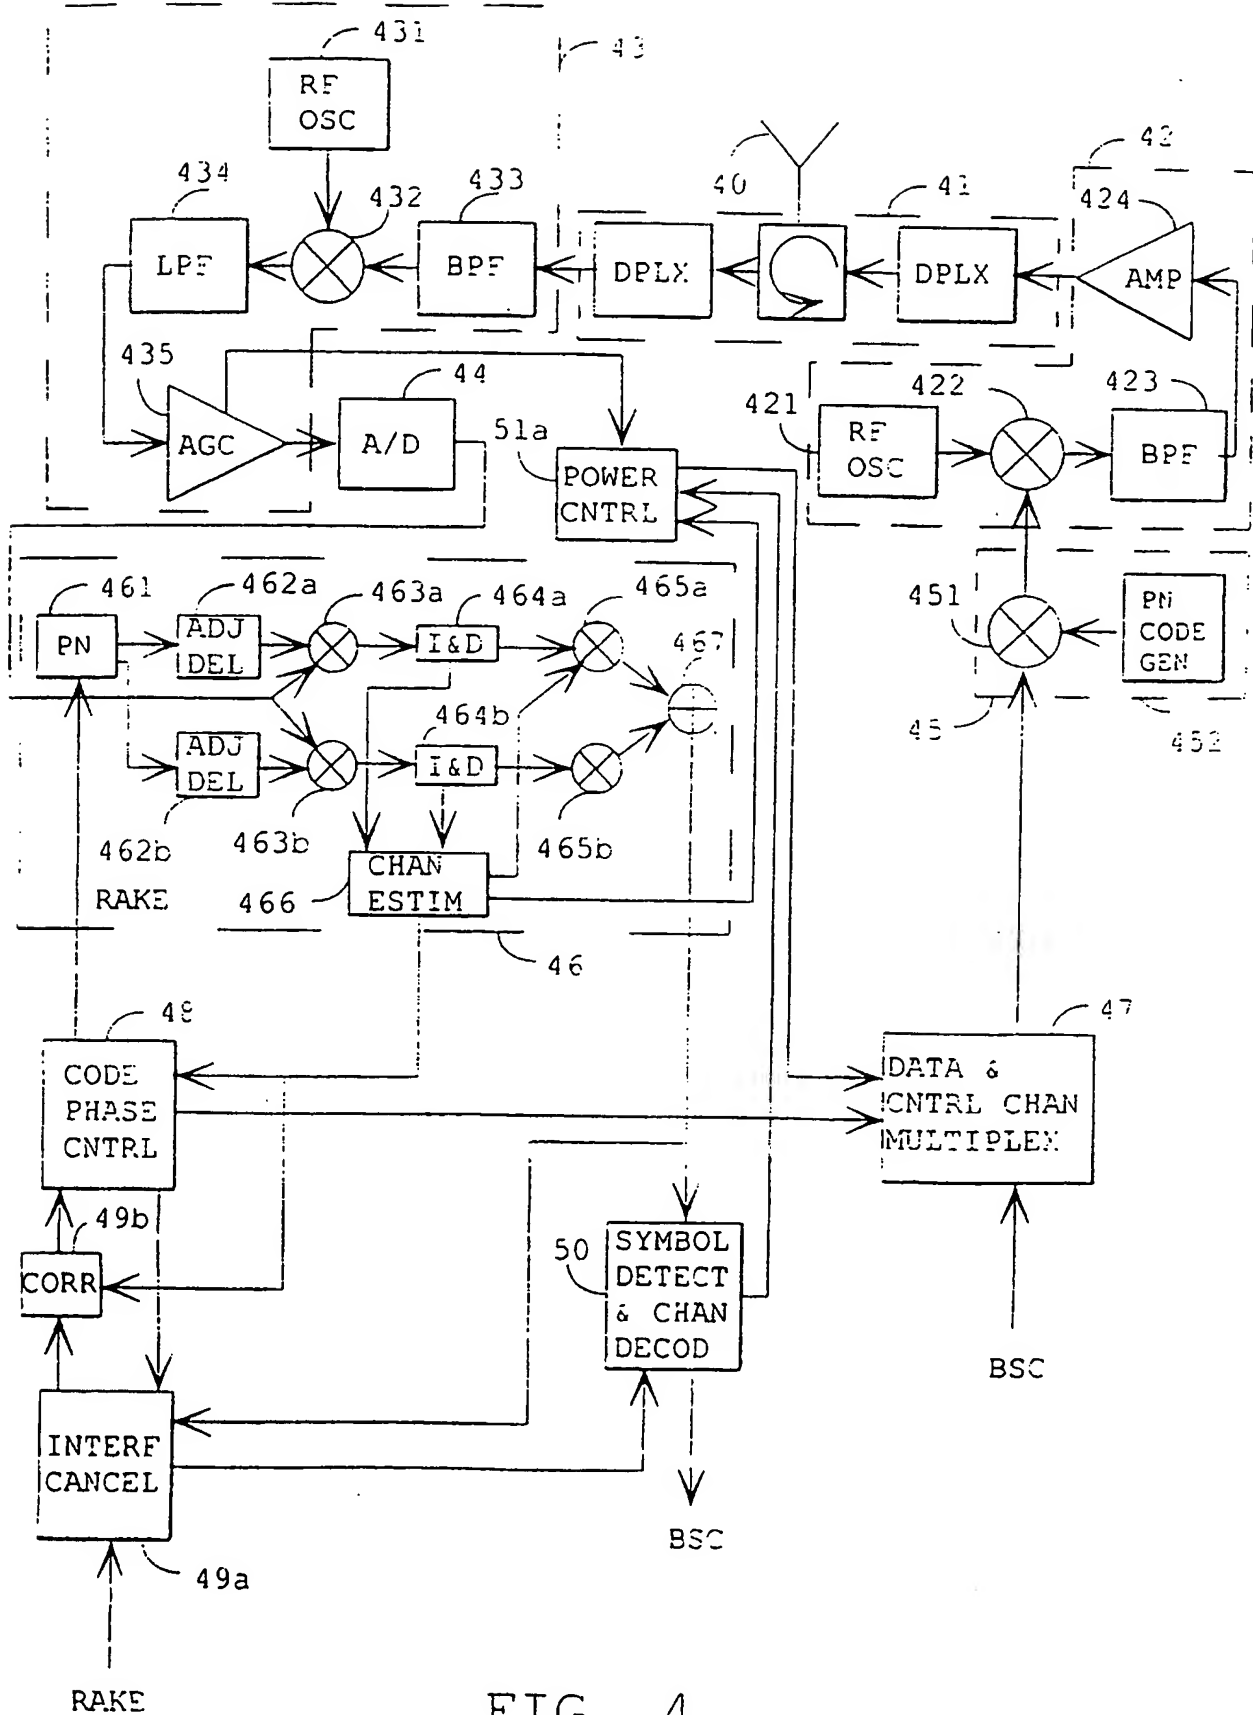 431
43
RF
OSC
42
434
433
40
41
424
432
LPF
BPF
DPLX
DPLX
AMP
435
44
422
423
421
51a
AGC
A/D
POWER
CNTRL
RF
OSC
BPF
461
462a
463a
464a
465a
451
PN
CODE
GEN
PN
ADJ
DEL
I&D
467
464b
45
452
ADJ
DEL
I&D
462b
463b
465b
CHAN
ESTIM
RAKE
466
46
48
47
CODE
PHASE
CNTRL
DATA &
CNTRL CHAN
MULTIPLEX
49b
50
SYMBOL
DETECT
& CHAN
DECOD
CORR
BSC
INTERF
CANCEL
BSC
49a
RAKE
FIG. 4